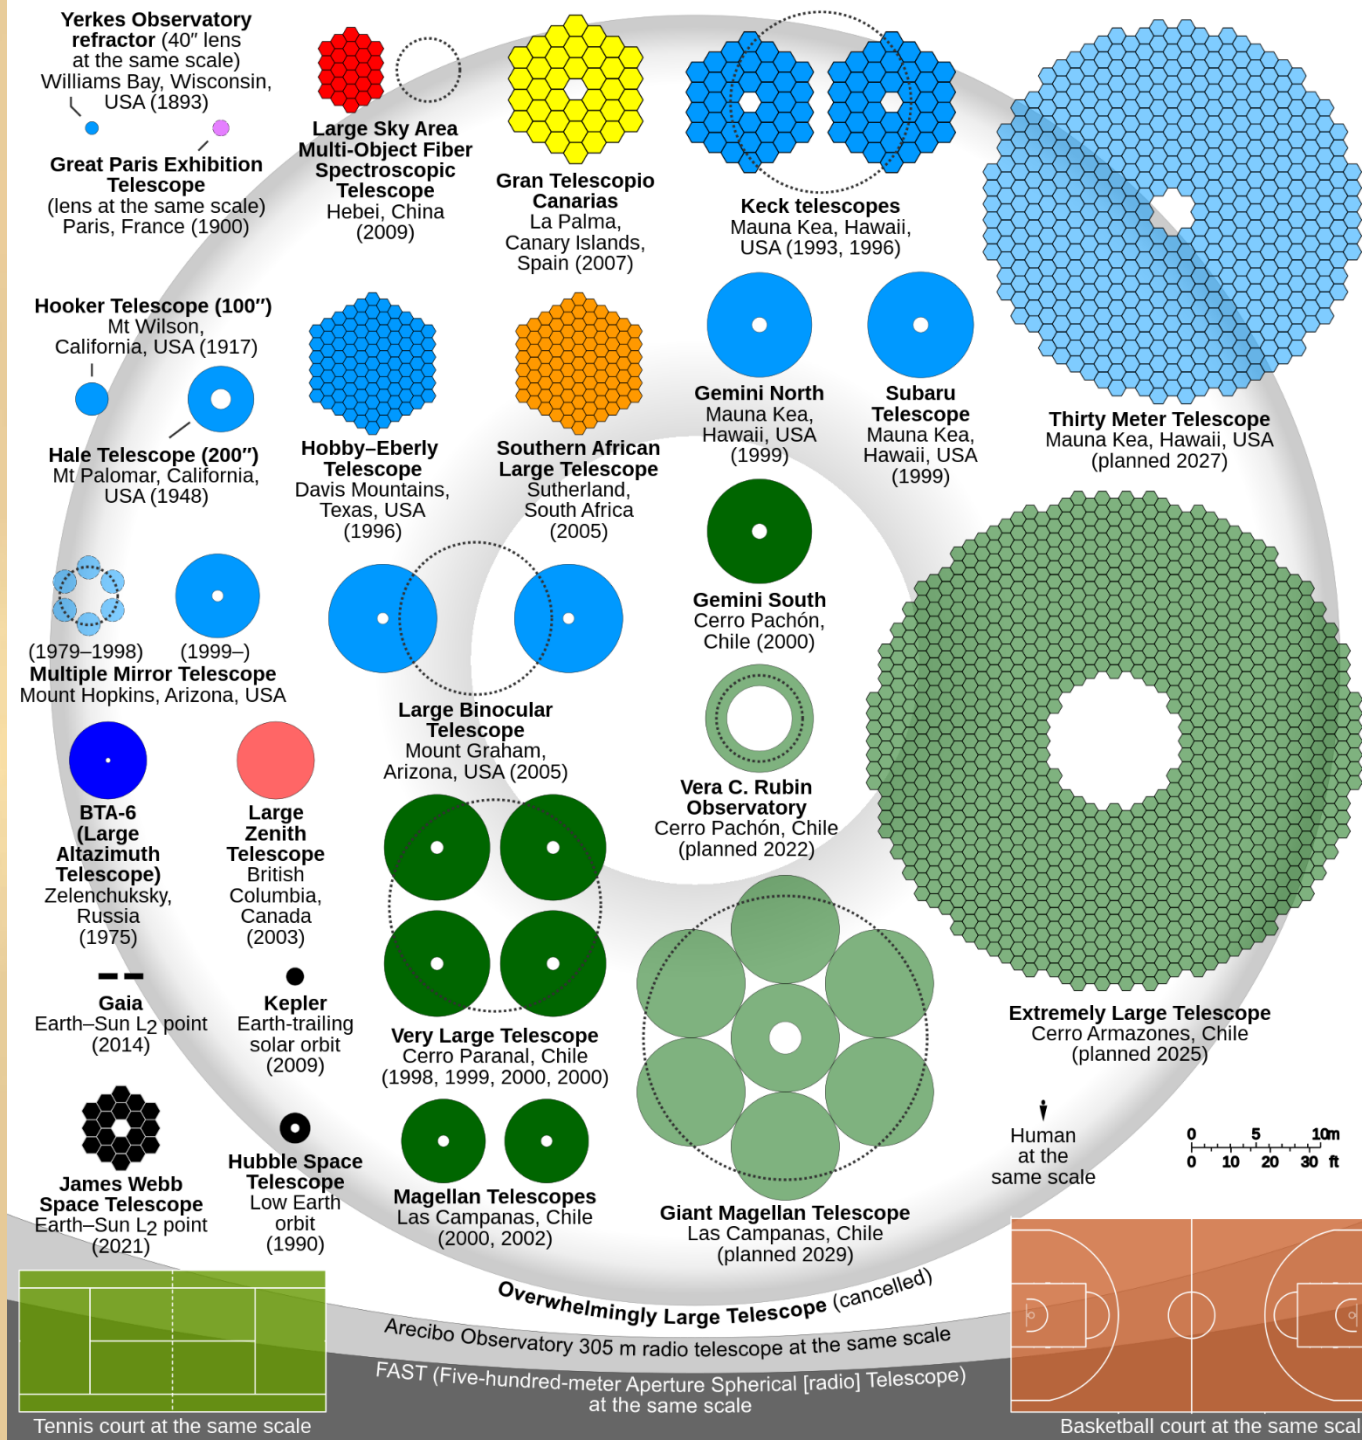 Yerkes Observatory
refractor (40″ lens
at the same scale)
Williams Bay, Wisconsin,
USA (1893)
Great Paris Exhibition
Telescope
(lens at the same scale)
Paris, France (1900)
Large Sky Area
Multi-Object Fiber
Spectroscopic
Telescope
Hebei, China
(2009)
Gran Telescopio
Canarias
La Palma,
Canary Islands,
Spain (2007)
Keck telescopes
Mauna Kea, Hawaii,
USA (1993, 1996)
Thirty Meter Telescope
Mauna Kea, Hawaii, USA
(planned 2027)
Hooker Telescope (100″)
Mt Wilson,
California, USA (1917)
Hale Telescope (200″)
Mt Palomar, California,
USA (1948)
Hobby–Eberly
Telescope
Davis Mountains,
Texas, USA
(1996)
Southern African
Large Telescope
Sutherland,
South Africa
(2005)
Gemini North
Mauna Kea,
Hawaii, USA
(1999)
Subaru
Telescope
Mauna Kea,
Hawaii, USA
(1999)
Gemini South
Cerro Pachón,
Chile (2000)
(1979–1998)
(1999–)
Multiple Mirror Telescope
Mount Hopkins, Arizona, USA
Large Binocular
Telescope
Mount Graham,
Arizona, USA (2005)
Vera C. Rubin
Observatory
Cerro Pachón, Chile
(planned 2022)
BTA-6
(Large
Altazimuth
Telescope)
Zelenchuksky,
Russia
(1975)
Large
Zenith
Telescope
British
Columbia,
Canada
(2003)
Extremely Large Telescope
Cerro Armazones, Chile
(planned 2025)
Gaia
Earth–Sun L2 point
(2014)
Kepler
Earth-trailing
solar orbit
(2009)
Very Large Telescope
Cerro Paranal, Chile
(1998, 1999, 2000, 2000)
James Webb
Space Telescope
Earth–Sun L2 point
(2021)
Hubble Space
Telescope
Low Earth
orbit
(1990)
Magellan Telescopes
Las Campanas, Chile
(2000, 2002)
Giant Magellan Telescope
Las Campanas, Chile
(planned 2029)
Human
at the
same scale
0 5 10m
0 10 20 30 ft
Overwhelmingly Large Telescope (cancelled)
Arecibo Observatory 305 m radio telescope at the same scale
FAST (Five-hundred-meter Aperture Spherical [radio] Telescope)
at the same scale
Tennis court at the same scale
Basketball court at the same scal